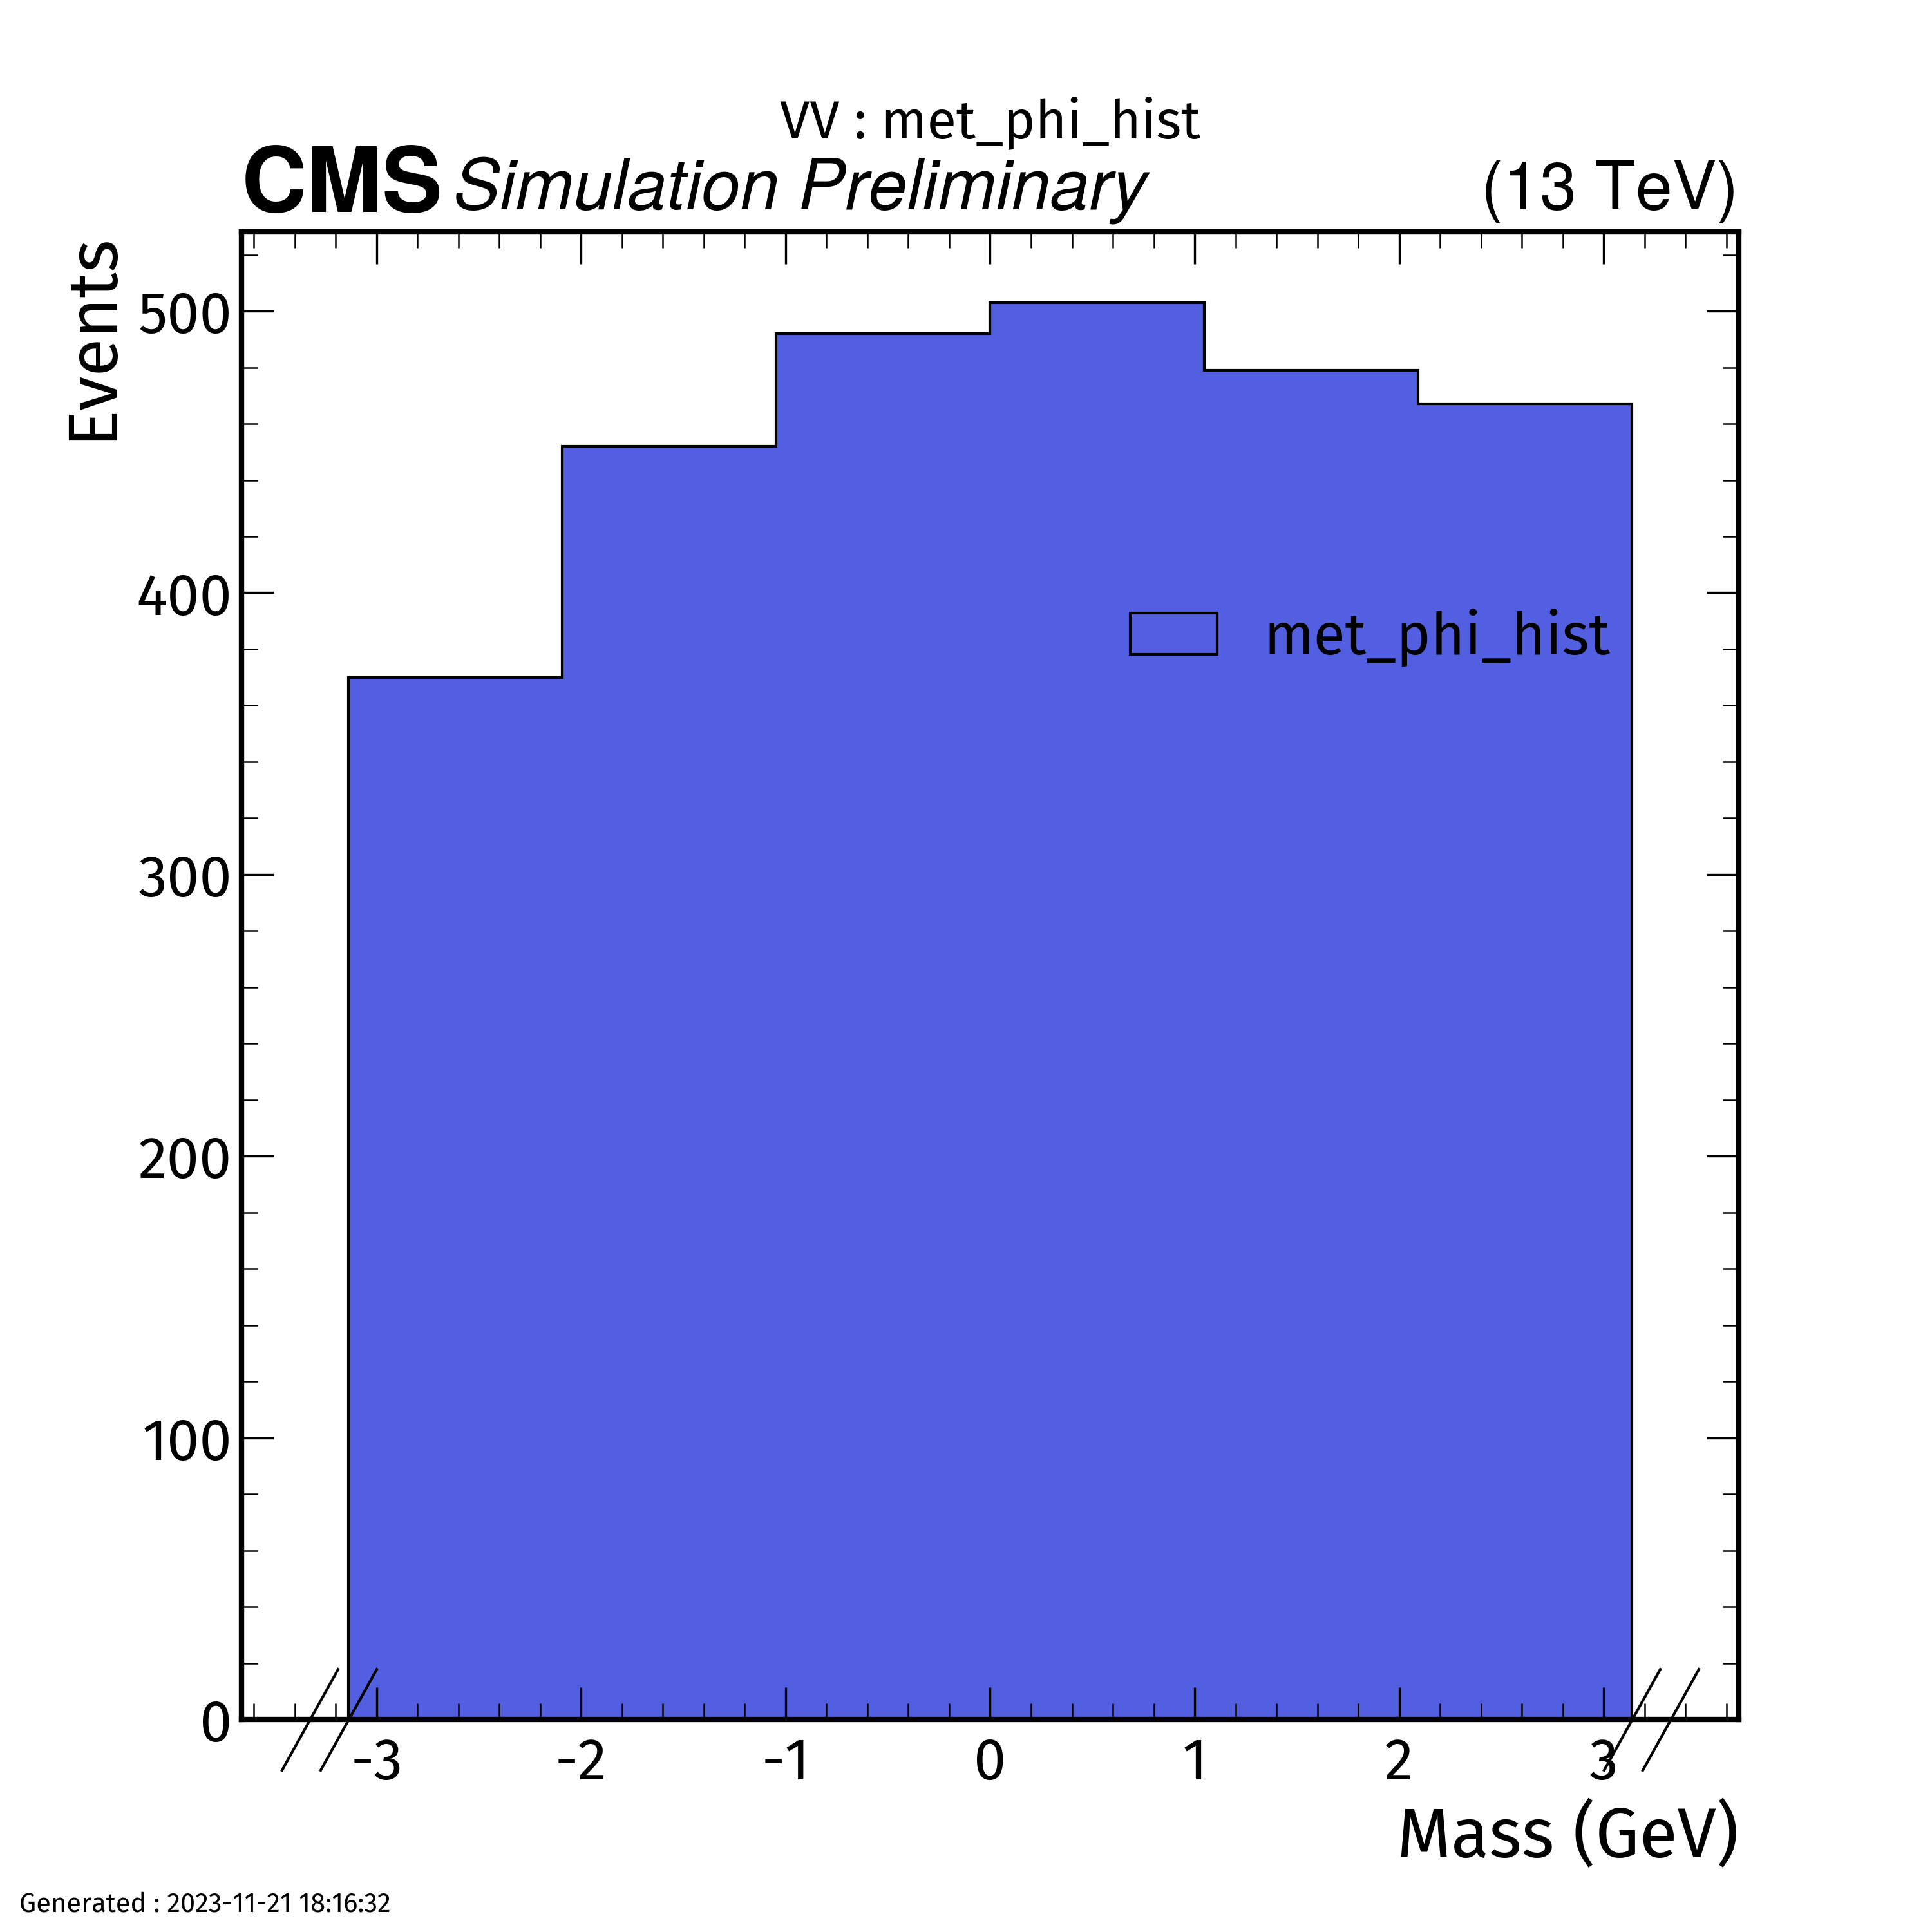 VV : met_phi_hist
CMS Simulation Preliminary (13 TeV)
Events
500
400
300
200
100
0
met_phi_hist
-3 -2 -1 0 1 2 3
Mass (GeV)
Generated : 2023-11-21 18:16:32